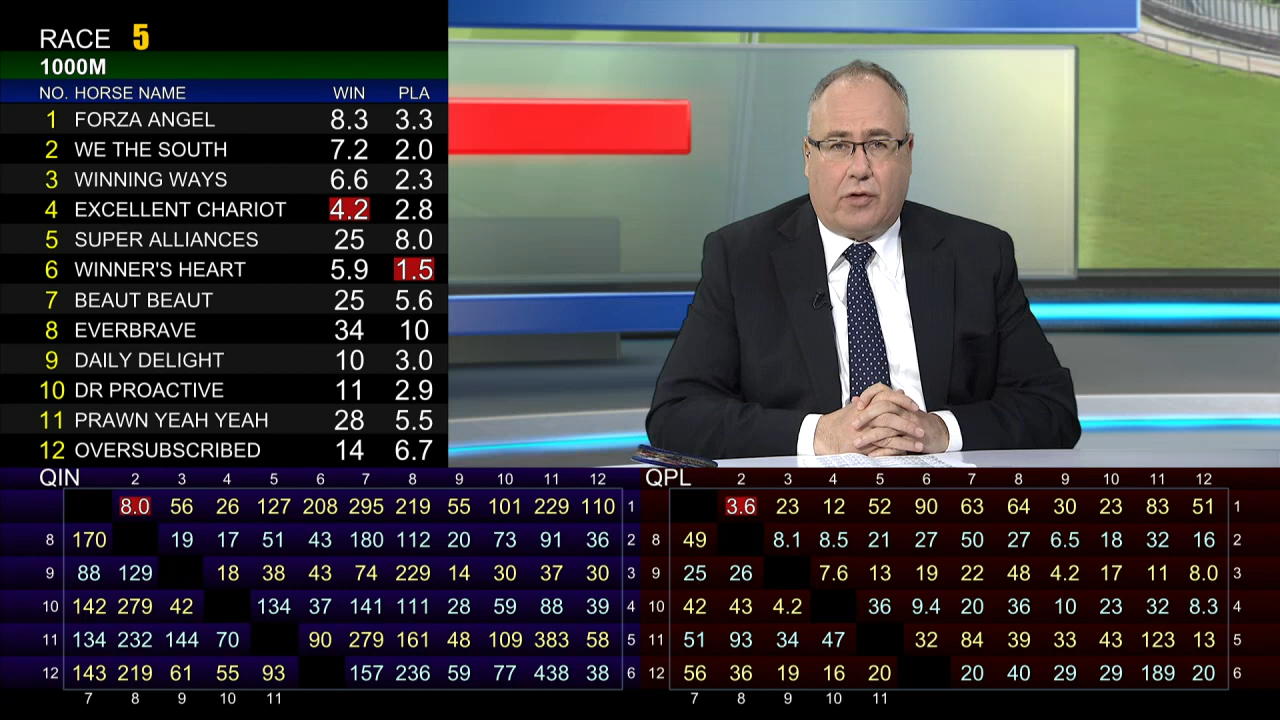 RACE 5
1000M
NO. HORSE NAME WIN PLA
1 FORZA ANGEL 8.3 3.3
2 WE THE SOUTH 7.2 2.0
3 WINNING WAYS 6.6 2.3
4 EXCELLENT CHARIOT 4.2 2.8
5 SUPER ALLIANCES 25 8.0
6 WINNER'S HEART 5.9 1.5
7 BEAUT BEAUT 25 5.6
8 EVERBRAVE 34 10
9 DAILY DELIGHT 10 3.0
10 DR PROACTIVE 11 2.9
11 PRAWN YEAH YEAH 28 5.5
12 OVERSUBSCRIBED 14 6.7
QIN 2 3 4 5 6 7 8 9 10 11 12
8.0 56 26 127 208 295 219 55 101 229 110 1
8 170 19 17 51 43 180 112 20 73 91 36 2
9 88 129 18 38 43 74 229 14 30 37 30 3
10 142 279 42 134 37 141 111 28 59 88 39 4
11 134 232 144 70 90 279 161 48 109 383 58 5
12 143 219 61 55 93 157 236 59 77 438 38 6
7 8 9 10 11
QPL 2 3 4 5 6 7 8 9 10 11 12
3.6 23 12 52 90 63 64 30 23 83 51 1
8 49 8.1 8.5 21 27 50 27 6.5 18 32 16 2
9 25 26 7.6 13 19 22 48 4.2 17 11 8.0 3
10 42 43 4.2 36 9.4 20 36 10 23 32 8.3 4
11 51 93 34 47 32 84 39 33 43 123 13 5
12 56 36 19 16 20 20 40 29 29 189 20 6
7 8 9 10 11